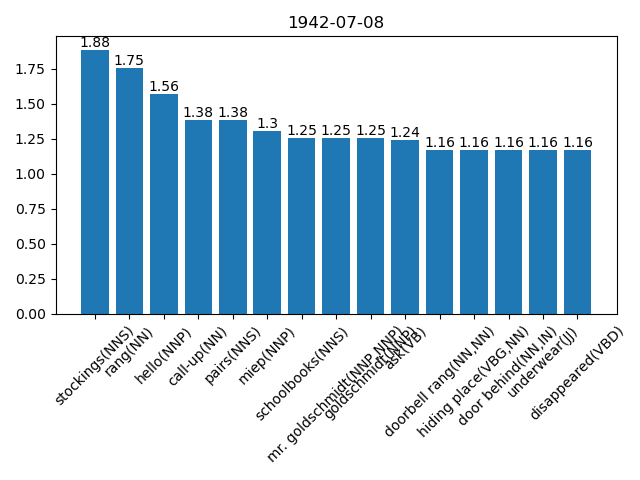 1942-07-08
1.88
1.75
1.56
1.38
1.38
1.3
1.25
1.25
1.25
1.24
1.16
1.16
1.16
1.16
1.16
1.75
1.50
1.25
1.00
0.75
0.50
0.25
0.00
stockings(NNS)
rang(NN)
hello(NNP)
call-up(NN)
pairs(NNS)
miep(NNP)
schoolbooks(NNS)
mr. goldschmidt(NNP,NNP)
goldschmidt(NNP)
ask(VB)
doorbell rang(NN,NN)
hiding place(VBG,NN)
door behind(NN,IN)
underwear(JJ)
disappeared(VBD)